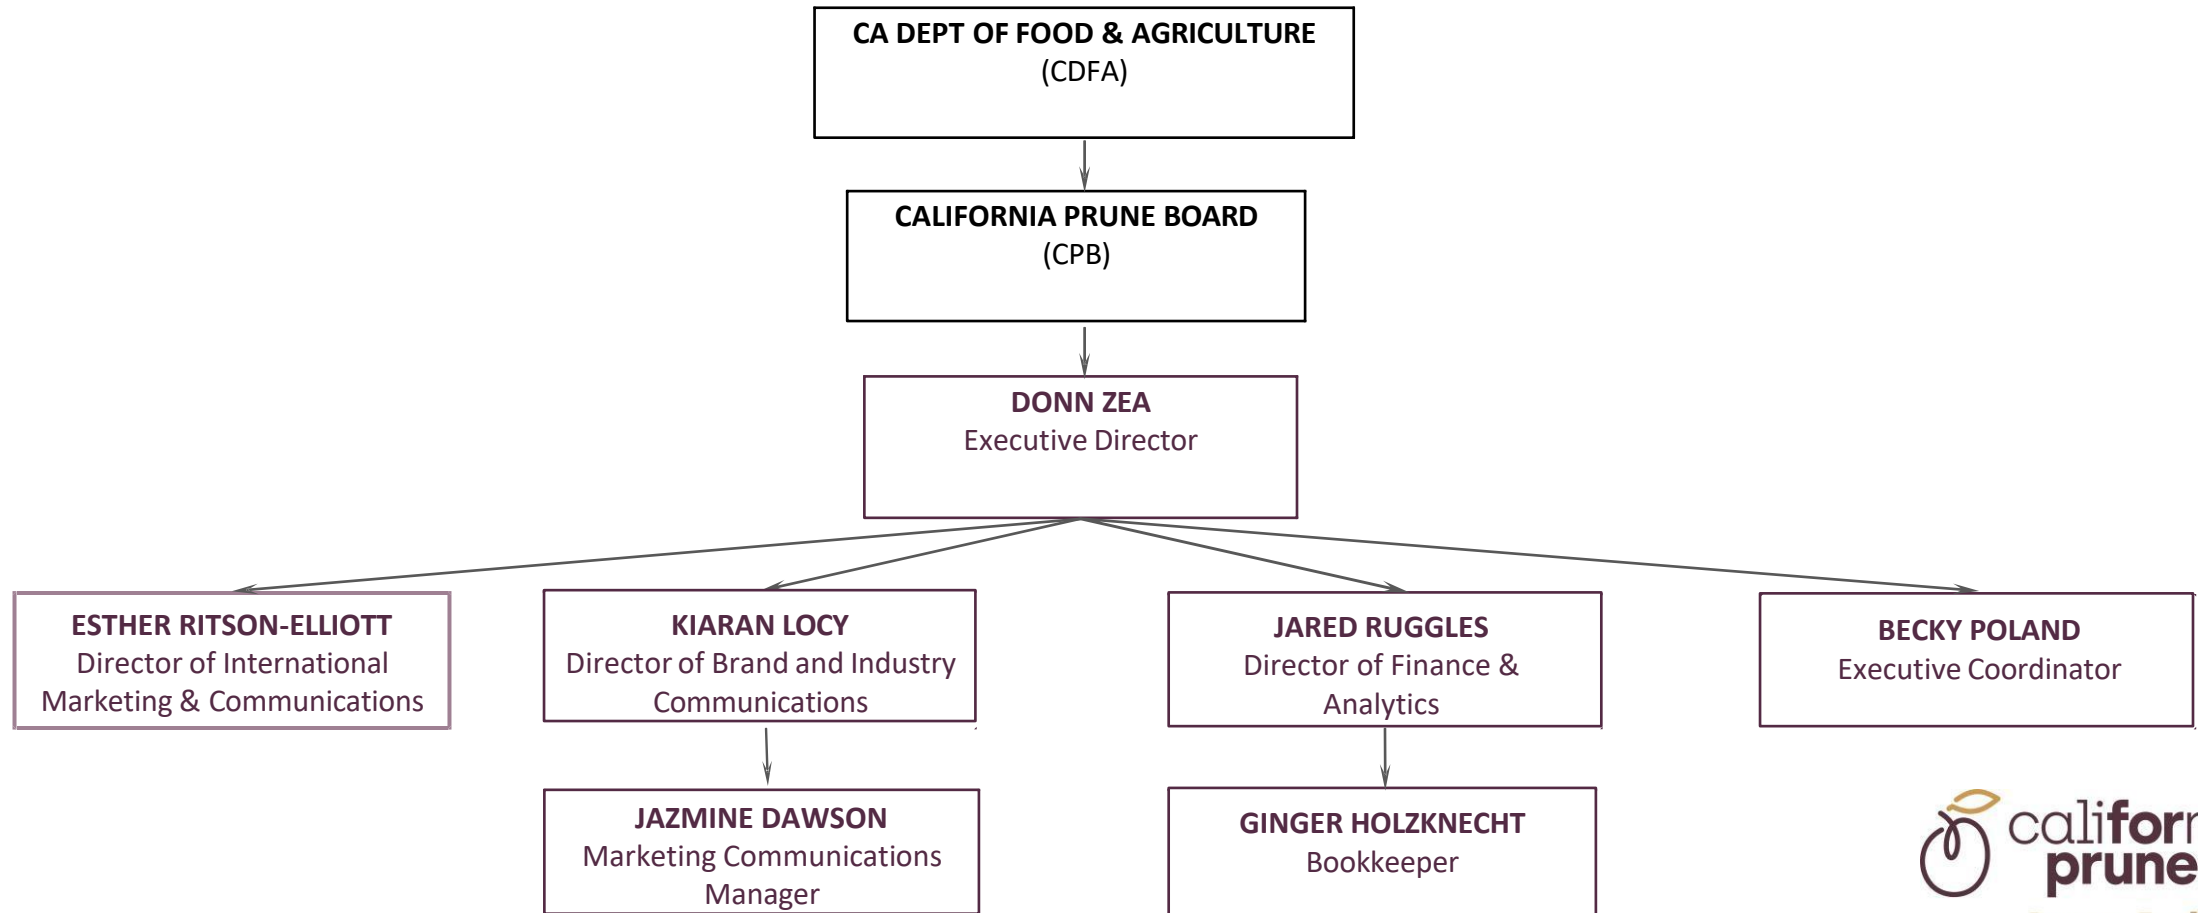 CA DEPT OF FOOD & AGRICULTURE
(CDFA)
CALIFORNIA PRUNE BOARD
(CPB)
DONN ZEA
Executive Director
ESTHER RITSON-ELLIOTT
Director of International
Marketing & Communications
KIARAN LOCY
Director of Brand and Industry
Communications
JARED RUGGLES
Director of Finance &
Analytics
BECKY POLAND
Executive Coordinator
JAZMINE DAWSON
Marketing Communications
Manager
GINGER HOLZKNECHT
Bookkeeper
prune